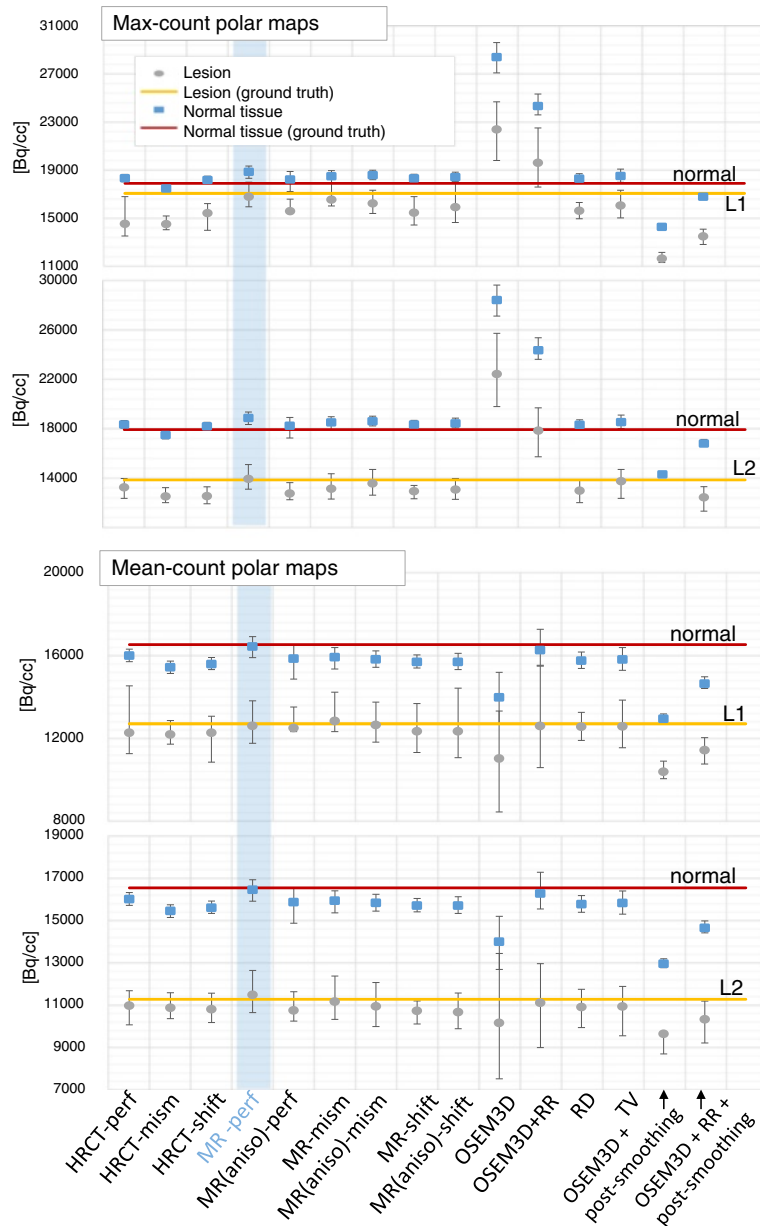 Max-count polar maps
31000
27000
23000
19000
15000
11000
[Bq/cc]
Lesion
Lesion (ground truth)
Normal tissue
Normal tissue (ground truth)
normal
L1
30000
26000
22000
18000
14000
[Bq/cc]
normal
L2
Mean-count polar maps
20000
16000
12000
8000
[Bq/cc]
normal
L1
19000
17000
15000
13000
11000
9000
7000
[Bq/cc]
normal
L2
HRCT-perf
HRCT-mism
HRCT-shift
MR -perf
MR(aniso)-perf
MR-mism
MR(aniso)-mism
MR-shift
MR(aniso)-shift
OSEM3D
OSEM3D+RR
RD
OSEM3D + TV
post-smoothing
OSEM3D + RR +
post-smoothing